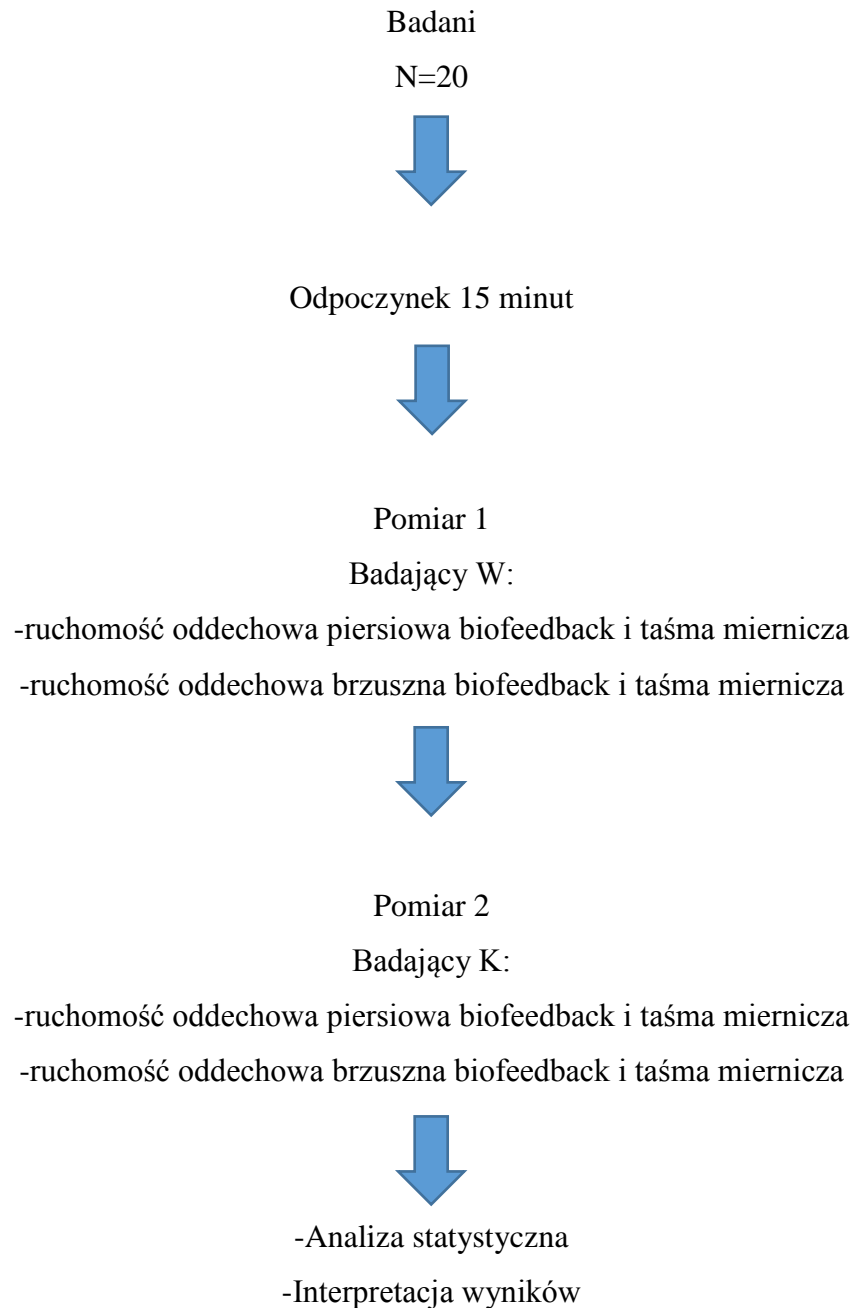 Badani
N=20
Odpoczynek 15 minut
Pomiar 1
Badający W:
-ruchomość oddechowa piersiowa biofeedback i taśma miernicza
-ruchomość oddechowa brzuszna biofeedback i taśma miernicza
Pomiar 2
Badający K:
-ruchomość oddechowa piersiowa biofeedback i taśma miernicza
-ruchomość oddechowa brzuszna biofeedback i taśma miernicza
-Analiza statystyczna
-Interpretacja wyników